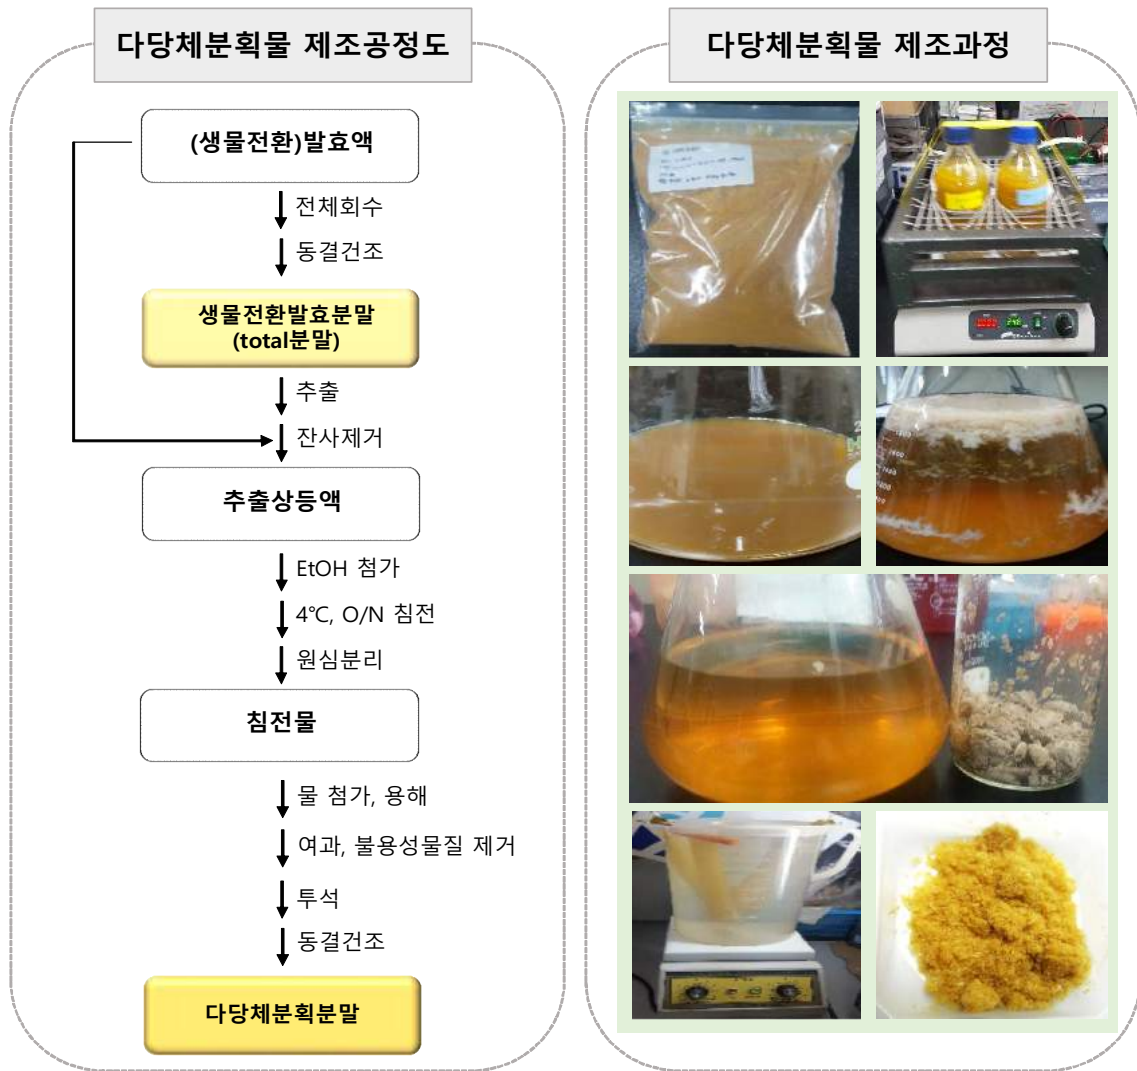 다당체분획물 제조공정도
(생물전환)발효액
전체회수
동결건조
생물전환발효분말
(total분말)
추출
잔사제거
추출상등액
EtOH 첨가
4℃, O/N 침전
원심분리
침전물
물 첨가, 용해
여과, 불용성물질 제거
투석
동결건조
다당체분획분말
다당체분획물 제조과정